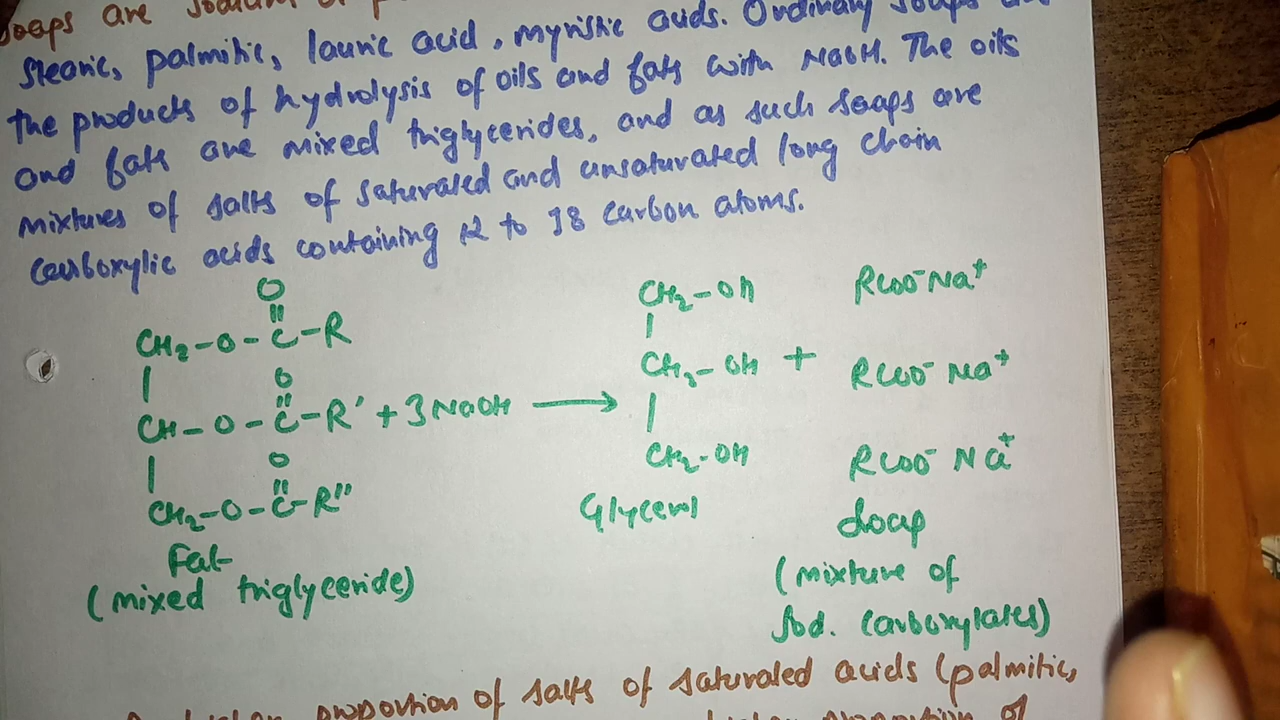 Soaps are Sodium
Stearic, palmitic, lauric acid, myristic acids. Ordinary Soaps are
the products of hydrolysis of oils and fats with NaOH. The oils
and fats are mixed triglycerides, and as such soaps are
mixtures of salts of saturated and unsaturated long chain
carboxylic acids containing 12 to 18 carbon atoms.
O
||
CH2-O-C-R
|
O
||
CH-O-C-R' + 3NaOH ⟶
|
O
||
CH2-O-C-R''
Fat
(mixed triglyceride)
CH2-OH
|
CH2-OH +
|
CH2-OH
Glycerol
RCOO⁻Na⁺
RCOO⁻Na⁺
RCOO⁻Na⁺
Soap
(mixture of
Sod. carboxylates)
proportion of salts of saturated acids (palmitic,
proportion of